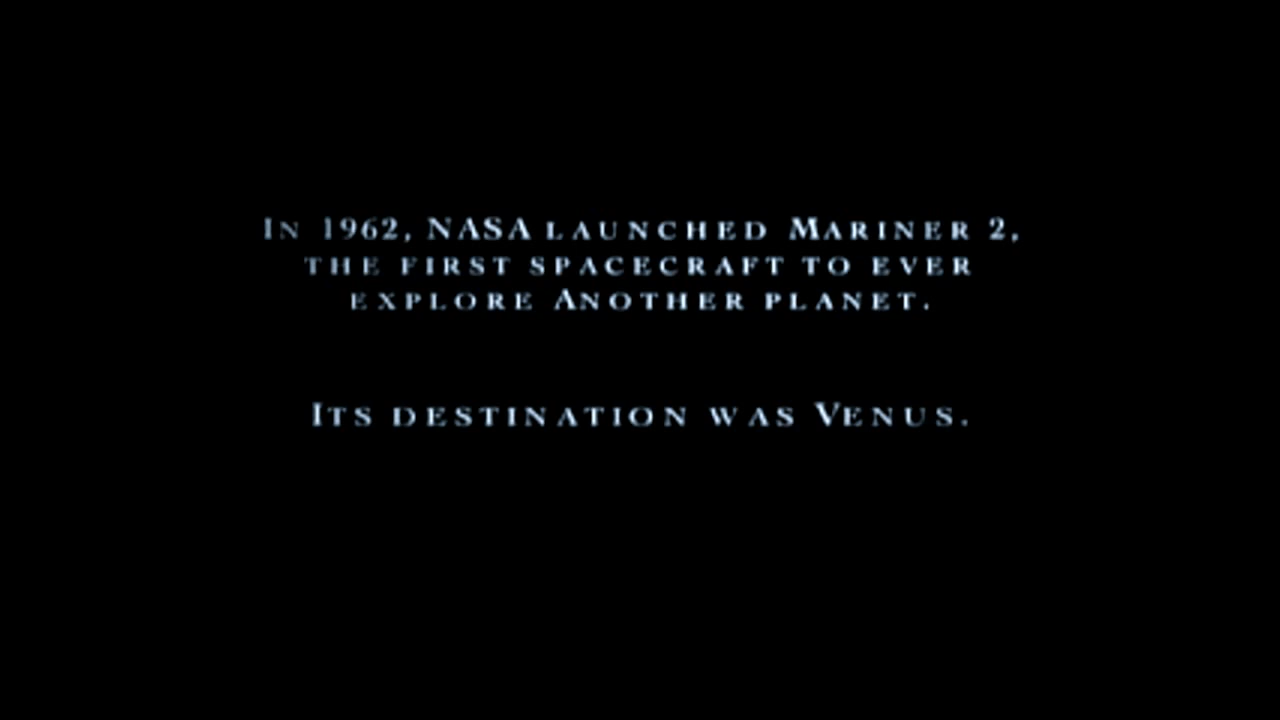 In 1962, NASA launched Mariner 2,
the first spacecraft to ever
explore Another planet.
Its destination was Venus.